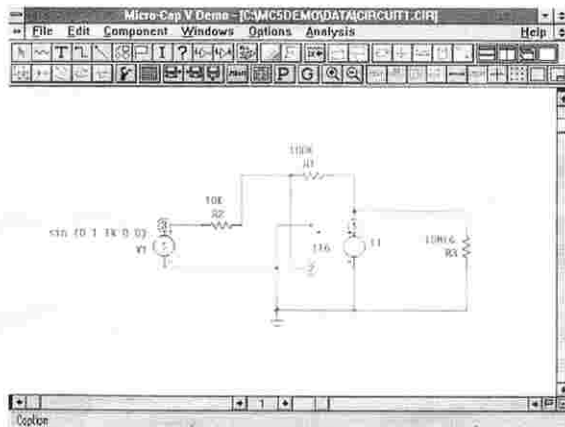 Micro-Cap V Demo - [C:\MC5DEMO\DATA\CIRCUIT1.CIR]
File Edit Component Windows Options Analysis Help
T I ?
P G
100K
R1
10K
R2
sin (0 1 1k 0 0)
V1
1E6
E1
10MEG
R3
2
1
Caption